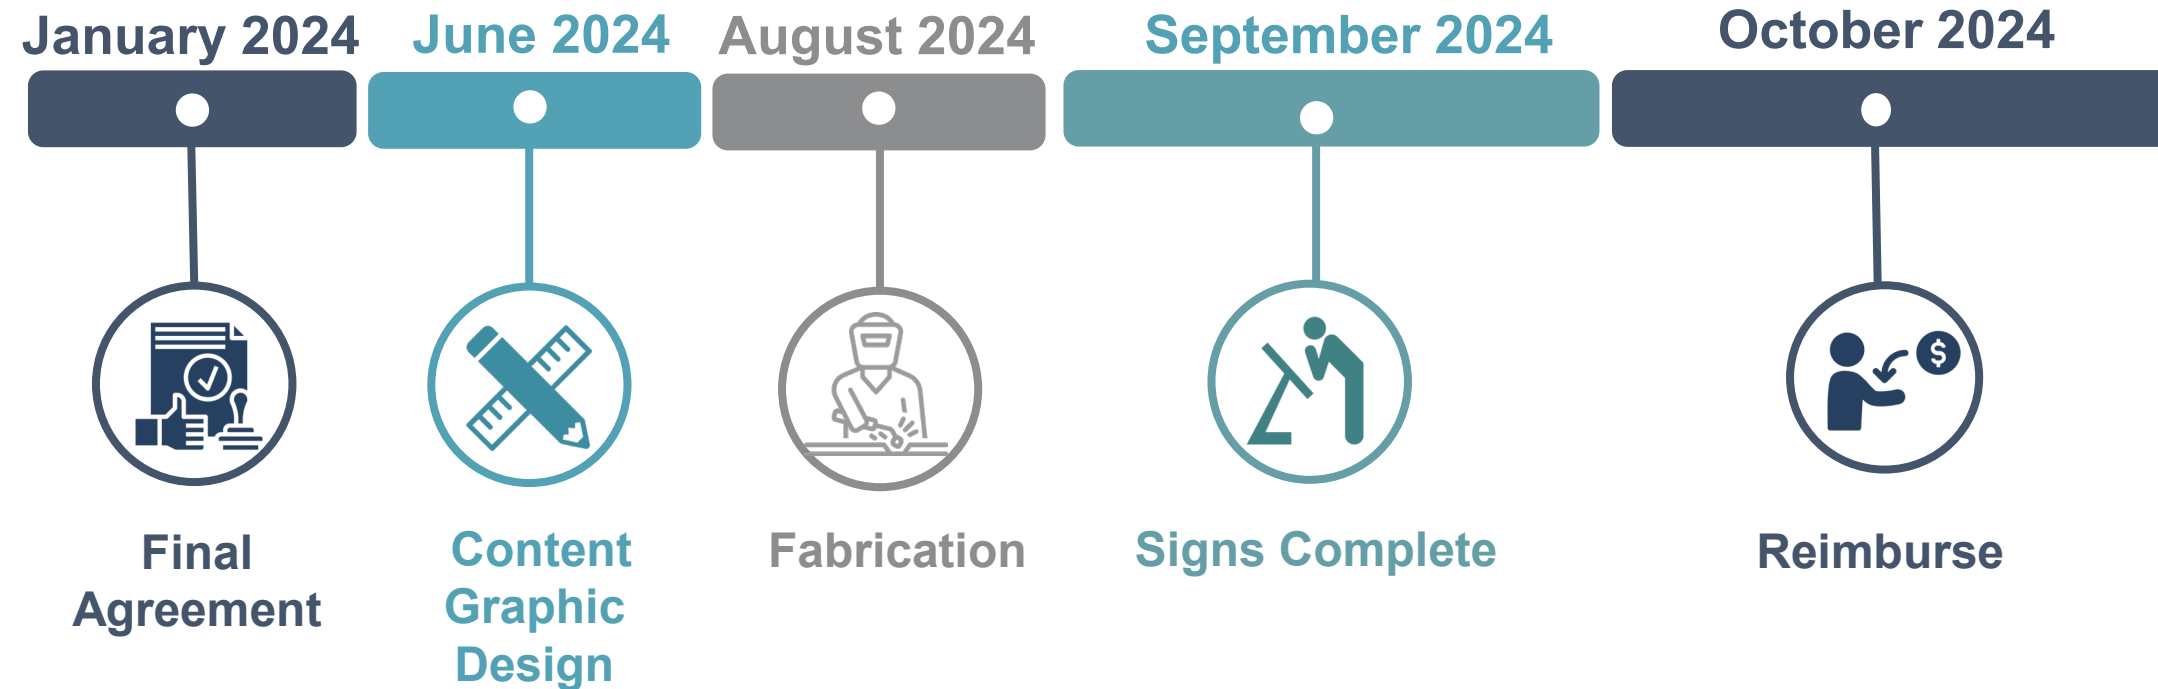 January 2024
June 2024
August 2024
September 2024
October 2024
$
Final
Agreement
Content
Graphic
Design
Fabrication
Signs Complete
Reimburse